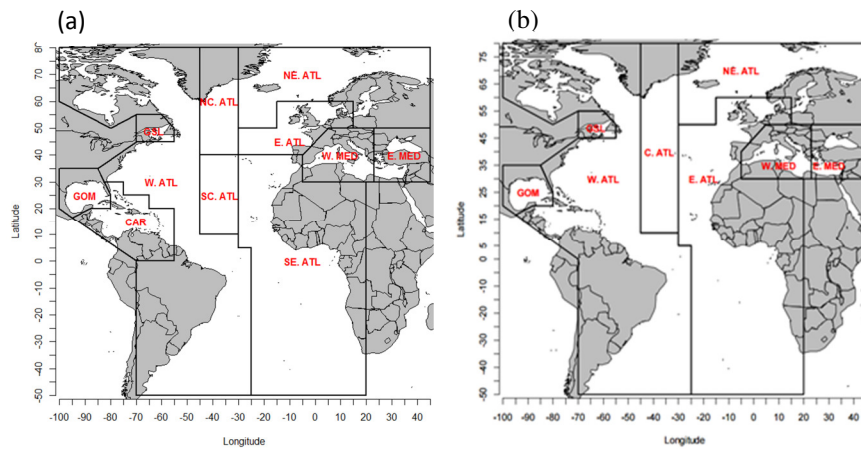 (a)
(b)
8
70
60
50
40
30
20
10
0
-10
-20
-30
-40
-50
Latitude
-100 -90 -80 -70 -60 -50 -40 -30 -20 -10 0 10 20 30 40
Longitude
NC. ATL
NE. ATL
GSL
E. ATL
W. MED
E. MED
W. ATL
SC. ATL
GOM
CAR
SE. ATL
75
65
55
45
35
25
15
5
-5
-15
-25
-35
-50
Latitude
-100 -90 -80 -70 -60 -50 -40 -30 -20 -10 0 10 20 30 40
Longitude
NE. ATL
GSL
C. ATL
W. MED
E. MED
W. ATL
E. ATL
GOM